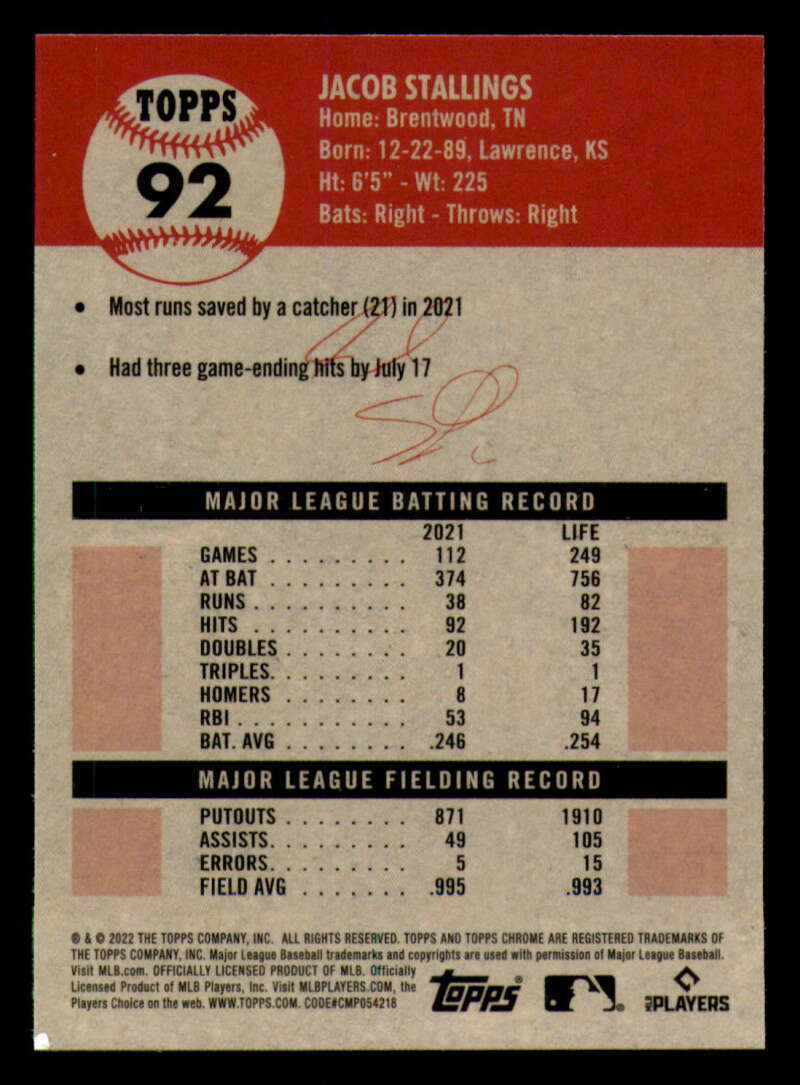 TOPPS
92
JACOB STALLINGS
Home: Brentwood, TN
Born: 12-22-89, Lawrence, KS
Ht: 6'5" - Wt: 225
Bats: Right - Throws: Right
• Most runs saved by a catcher (21) in 2021
• Had three game-ending hits by July 17
MAJOR LEAGUE BATTING RECORD
2021 LIFE
GAMES . . . . . . . . . 112 249
AT BAT . . . . . . . . . 374 756
RUNS . . . . . . . . . . 38 82
HITS . . . . . . . . . . 92 192
DOUBLES . . . . . . . . 20 35
TRIPLES. . . . . . . . . 1 1
HOMERS . . . . . . . . 8 17
RBI . . . . . . . . . . . 53 94
BAT. AVG . . . . . . . . .246 .254
MAJOR LEAGUE FIELDING RECORD
PUTOUTS . . . . . . . . 871 1910
ASSISTS. . . . . . . . . 49 105
ERRORS. . . . . . . . . 5 15
FIELD AVG . . . . . . . .995 .993
® & © 2022 THE TOPPS COMPANY, INC. ALL RIGHTS RESERVED. TOPPS AND TOPPS CHROME ARE REGISTERED TRADEMARKS OF
THE TOPPS COMPANY, INC. Major League Baseball trademarks and copyrights are used with permission of Major League Baseball.
Visit MLB.com. OFFICIALLY LICENSED PRODUCT OF MLB. Officially
Licensed Product of MLB Players, Inc. Visit MLBPLAYERS.COM, the
Players Choice on the web. WWW.TOPPS.COM. CODE#CMP054218
TOPPS®
MLB PLAYERS